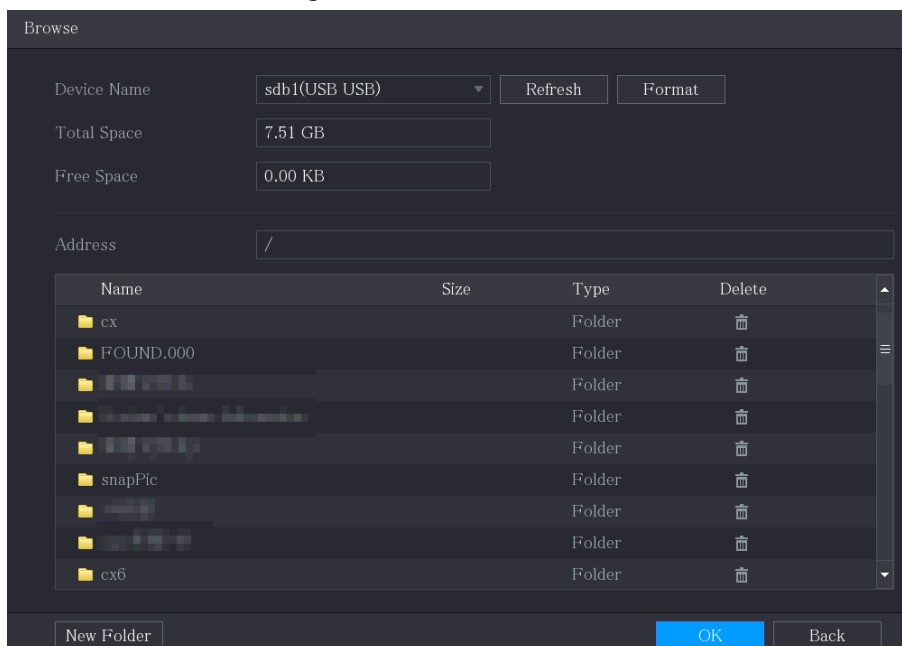 Browse
Device Name sdb1(USB USB) Refresh Format
Total Space 7.51 GB
Free Space 0.00 KB
Address /
Name Size Type Delete
cx Folder
FOUND.000 Folder
Folder
Folder
Folder
snapPic Folder
Folder
Folder
cx6 Folder
New Folder OK Back